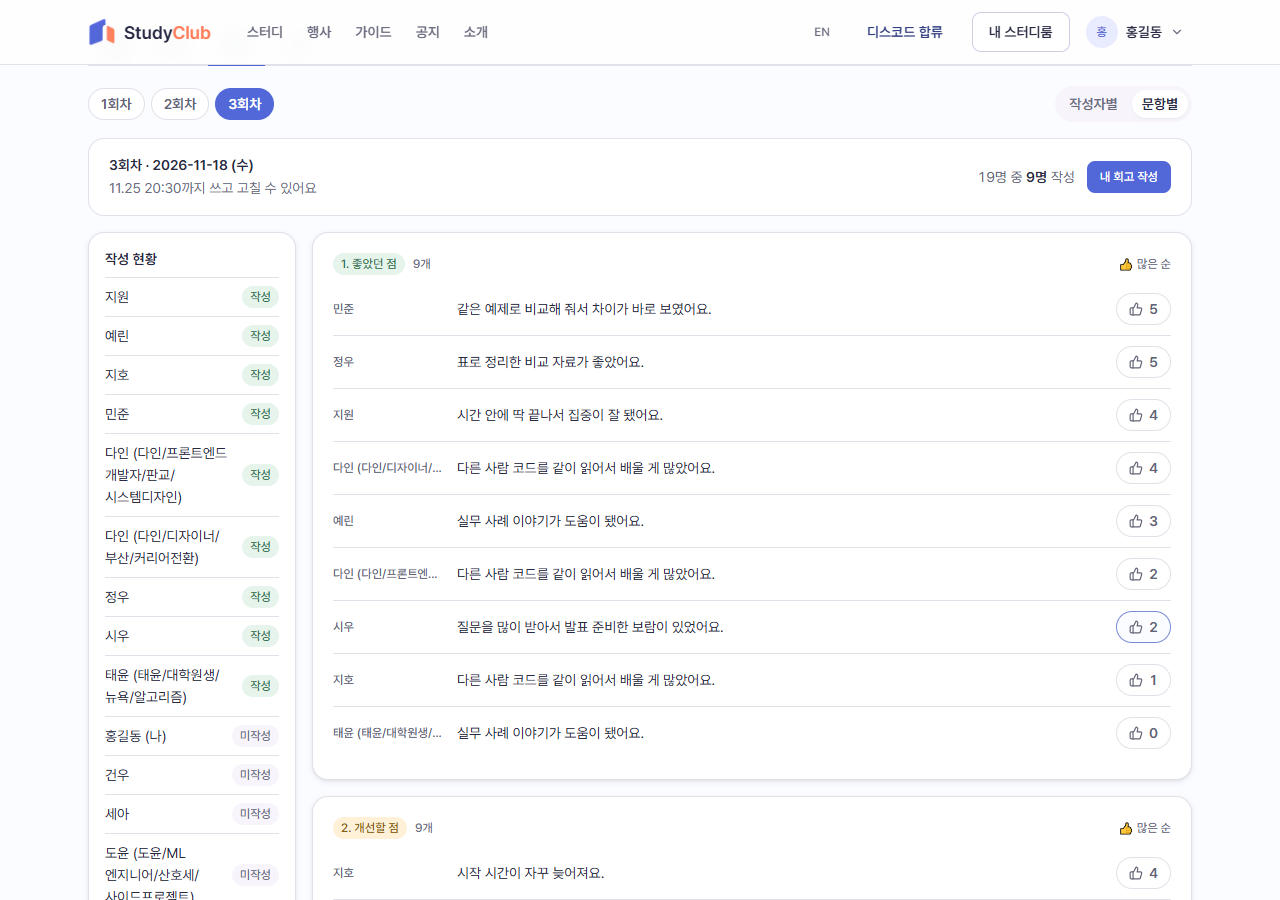 StudyClub
스터디
행사
가이드
공지
소개
EN
디스코드 합류
내 스터디룸
홍
홍길동
1회차
2회차
3회차
작성자별
문항별
3회차 · 2026-11-18 (수)
11.25 20:30까지 쓰고 고칠 수 있어요
19명 중 9명 작성
내 회고 작성
작성 현황
지원
작성
예린
작성
지호
작성
민준
작성
다인 (다인/프론트엔드
개발자/판교/
시스템디자인)
작성
다인 (다인/디자이너/
부산/커리어전환)
작성
정우
작성
시우
작성
태윤 (태윤/대학원생/
뉴욕/알고리즘)
작성
홍길동 (나)
미작성
건우
미작성
세아
미작성
도윤 (도윤/ML
엔지니어/산호세/
사이드프로젝트)
미작성
1. 좋았던 점
9개
👍 많은 순
민준
같은 예제로 비교해 줘서 차이가 바로 보였어요.
5
정우
표로 정리한 비교 자료가 좋았어요.
5
지원
시간 안에 딱 끝나서 집중이 잘 됐어요.
4
다인 (다인/디자이너/...
다른 사람 코드를 같이 읽어서 배울 게 많았어요.
4
예린
실무 사례 이야기가 도움이 됐어요.
3
다인 (다인/프론트엔...
다른 사람 코드를 같이 읽어서 배울 게 많았어요.
2
시우
질문을 많이 받아서 발표 준비한 보람이 있었어요.
2
지호
다른 사람 코드를 같이 읽어서 배울 게 많았어요.
1
태윤 (태윤/대학원생/...
실무 사례 이야기가 도움이 됐어요.
0
2. 개선할 점
9개
👍 많은 순
지호
시작 시간이 자꾸 늦어져요.
4